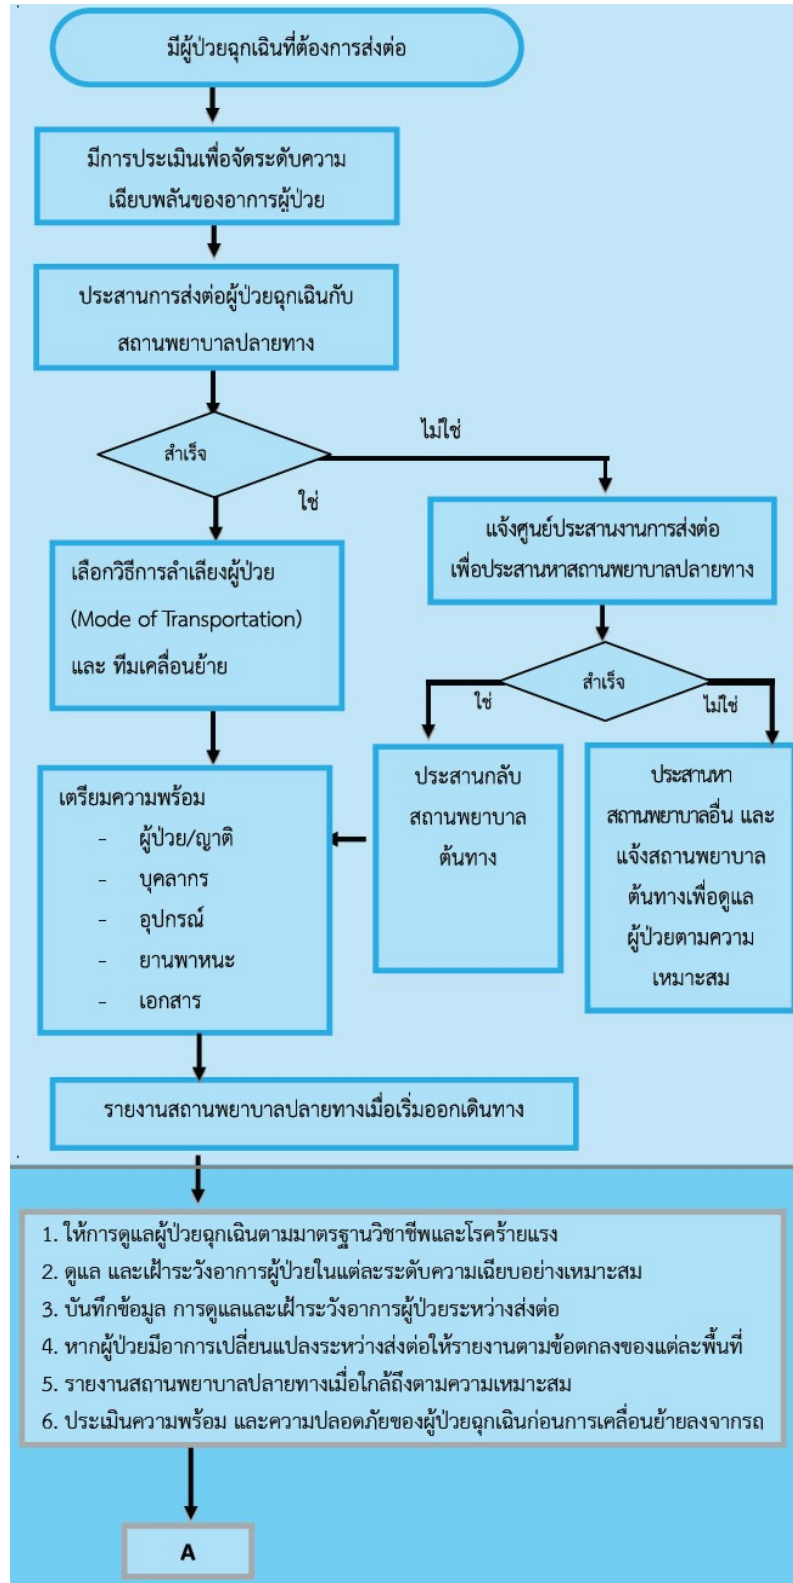 มีผู้ป่วยฉุกเฉินที่ต้องการส่งต่อ
มีการประเมินเพื่อจัดระดับความ
เฉียบพลันของอาการผู้ป่วย
ประสานการส่งต่อผู้ป่วยฉุกเฉินกับ
สถานพยาบาลปลายทาง
สำเร็จ
ไม่ใช่
ใช่
แจ้งศูนย์ประสานงานการส่งต่อ
เพื่อประสานหาสถานพยาบาลปลายทาง
เลือกวิธีการลำเลียงผู้ป่วย
(Mode of Transportation)
และ ทีมเคลื่อนย้าย
สำเร็จ
ใช่
ไม่ใช่
ประสานกลับ
สถานพยาบาล
ต้นทาง
ประสานหา
สถานพยาบาลอื่น และ
แจ้งสถานพยาบาล
ต้นทางเพื่อดูแล
ผู้ป่วยตามความ
เหมาะสม
เตรียมความพร้อม
- ผู้ป่วย/ญาติ
- บุคลากร
- อุปกรณ์
- ยานพาหนะ
- เอกสาร
รายงานสถานพยาบาลปลายทางเมื่อเริ่มออกเดินทาง
1. ให้การดูแลผู้ป่วยฉุกเฉินตามมาตรฐานวิชาชีพและโรคร้ายแรง
2. ดูแล และเฝ้าระวังอาการผู้ป่วยในแต่ละระดับความเฉียบอย่างเหมาะสม
3. บันทึกข้อมูล การดูแลและเฝ้าระวังอาการผู้ป่วยระหว่างส่งต่อ
4. หากผู้ป่วยมีอาการเปลี่ยนแปลงระหว่างส่งต่อให้รายงานตามข้อตกลงของแต่ละพื้นที่
5. รายงานสถานพยาบาลปลายทางเมื่อใกล้ถึงตามความเหมาะสม
6. ประเมินความพร้อม และความปลอดภัยของผู้ป่วยฉุกเฉินก่อนการเคลื่อนย้ายลงจากรถ
A